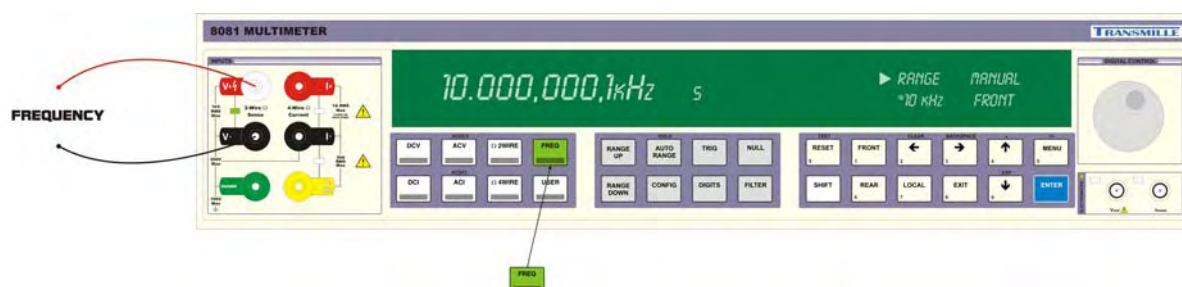 8081 MULTIMETER
TRANSMILLE
INPUTS
DIGITAL CONTROL
V+
I+
2-Wire Ω
Sense
4-Wire Ω
Current
V-
I-
FREQUENCY
10.000,000,1kHz S
▶ RANGE MANUAL
*10 KHz FRONT
DCV ACV Ω 2WIRE FREQ
DCI ACI Ω 4WIRE USER
RANGE UP AUTO RANGE TRIG NULL
RANGE DOWN CONFIG DIGITS FILTER
TEST CLEAR BACKSPACE
RESET FRONT ← → ↑ MENU
EXP
SHIFT REAR LOCAL EXIT ↓ ENTER
FREQ